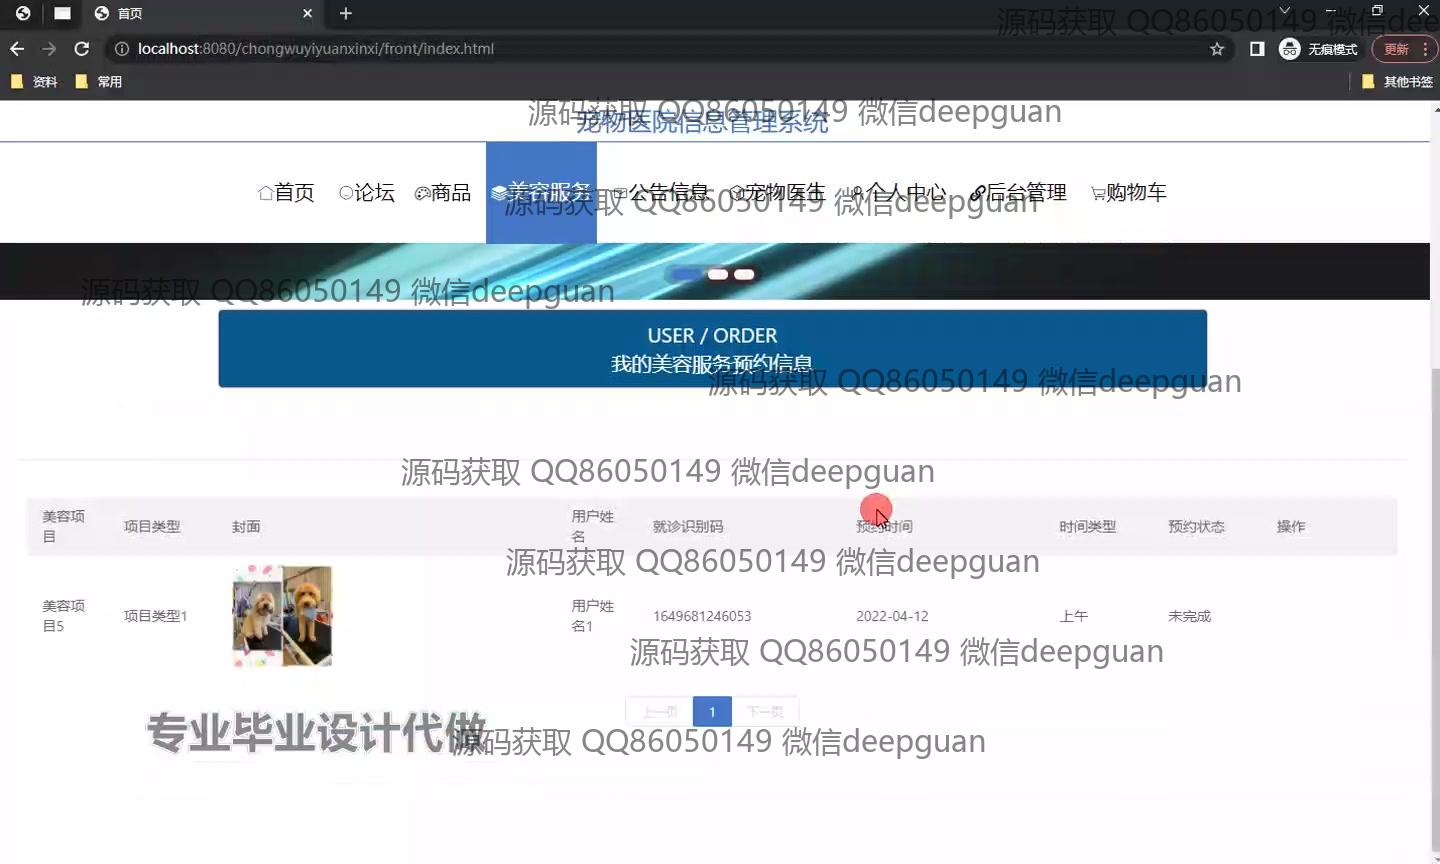 首页
localhost:8080/chongwuyiyuanxinxi/front/index.html
无痕模式
更新
资料
常用
其他书签
源码获取 QQ86050149 微信dee
源码获取 QQ86050149 微信deepguan
宠物医院信息管理系统
首页 论坛 商品 美容服务 公告信息 宠物医生 个人中心 后台管理 购物车
源码获取 QQ86050149 微信deepguan
源码获取 QQ86050149 微信deepguan
USER / ORDER
我的美容服务预约信息
源码获取 QQ86050149 微信deepguan
源码获取 QQ86050149 微信deepguan
美容项目 项目类型 封面 用户姓名 就诊识别码 预约时间 时间类型 预约状态 操作
源码获取 QQ86050149 微信deepguan
美容项目5 项目类型1 用户姓名1 1649681246053 2022-04-12 上午 未完成
源码获取 QQ86050149 微信deepguan
上一页 1 下一页
专业毕业设计代做
源码获取 QQ86050149 微信deepguan